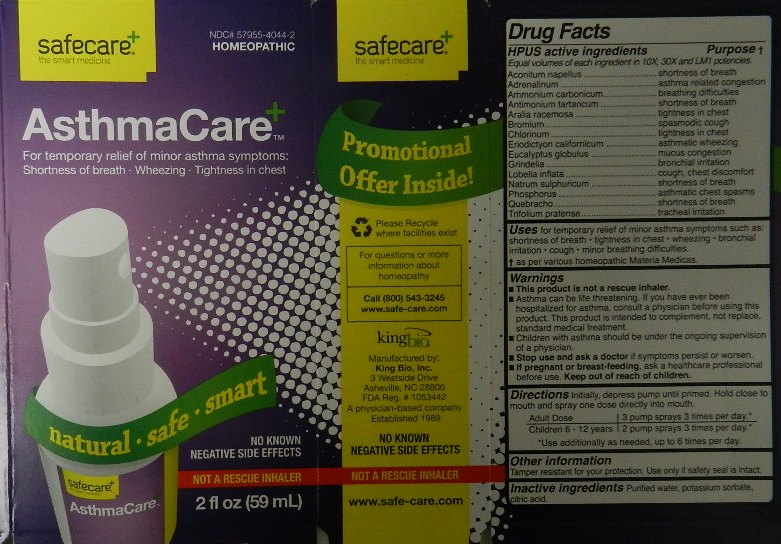 safecare+
the smart medicine
NDC# 57955-4044-2
HOMEOPATHIC
AsthmaCare+™
For temporary relief of minor asthma symptoms:
Shortness of breath · Wheezing · Tightness in chest
natural · safe · smart
safecare+
the smart medicine
AsthmaCare
NO KNOWN
NEGATIVE SIDE EFFECTS
NOT A RESCUE INHALER
2 fl oz (59 mL)
safecare+
the smart medicine
Promotional
Offer Inside!
Please Recycle
where facilities exist
For questions or more
information about
homeopathy
Call (800) 543-3245
www.safe-care.com
king bio
Manufactured by:
King Bio, Inc.
3 Westside Drive
Asheville, NC 28806
FDA Reg. # 1053442
A physician-based company
Established 1989
NO KNOWN
NEGATIVE SIDE EFFECTS
NOT A RESCUE INHALER
www.safe-care.com
Drug Facts
HPUS active ingredients Purpose †
Equal volumes of each ingredient in 10X, 30X and LM1 potencies.
Aconitum napellus ..... shortness of breath
Adrenalinum ..... asthma related congestion
Ammonium carbonicum ..... breathing difficulties
Antimonium tartaricum ..... shortness of breath
Aralia racemosa ..... tightness in chest
Bromium ..... spasmodic cough
Chlorinum ..... tightness in chest
Eriodictyon californicum ..... asthmatic wheezing
Eucalyptus globulus ..... mucus congestion
Grindelia ..... bronchial irritation
Lobelia inflata ..... cough, chest discomfort
Natrum sulphuricum ..... shortness of breath
Phosphorus ..... asthmatic chest spasms
Quebracho ..... shortness of breath
Trifolium pratense ..... tracheal irritation
Uses for temporary relief of minor asthma symptoms such as:
shortness of breath · tightness in chest · wheezing · bronchial
irritation · cough · minor breathing difficulties.
† as per various homeopathic Materia Medicas.
Warnings
■ This product is not a rescue inhaler.
■ Asthma can be life threatening. If you have ever been
hospitalized for asthma, consult a physician before using this
product. This product is intended to complement, not replace,
standard medical treatment.
■ Children with asthma should be under the ongoing supervision
of a physician.
■ Stop use and ask a doctor if symptoms persist or worsen.
■ If pregnant or breast-feeding, ask a healthcare professional
before use. Keep out of reach of children.
Directions Initially, depress pump until primed. Hold close to
mouth and spray one dose directly into mouth.
Adult Dose 3 pump sprays 3 times per day.*
Children 6 - 12 years 2 pump sprays 3 times per day.*
*Use additionally as needed, up to 6 times per day.
Other information
Tamper resistant for your protection. Use only if safety seal is intact.
Inactive ingredients Purified water, potassium sorbate,
citric acid.